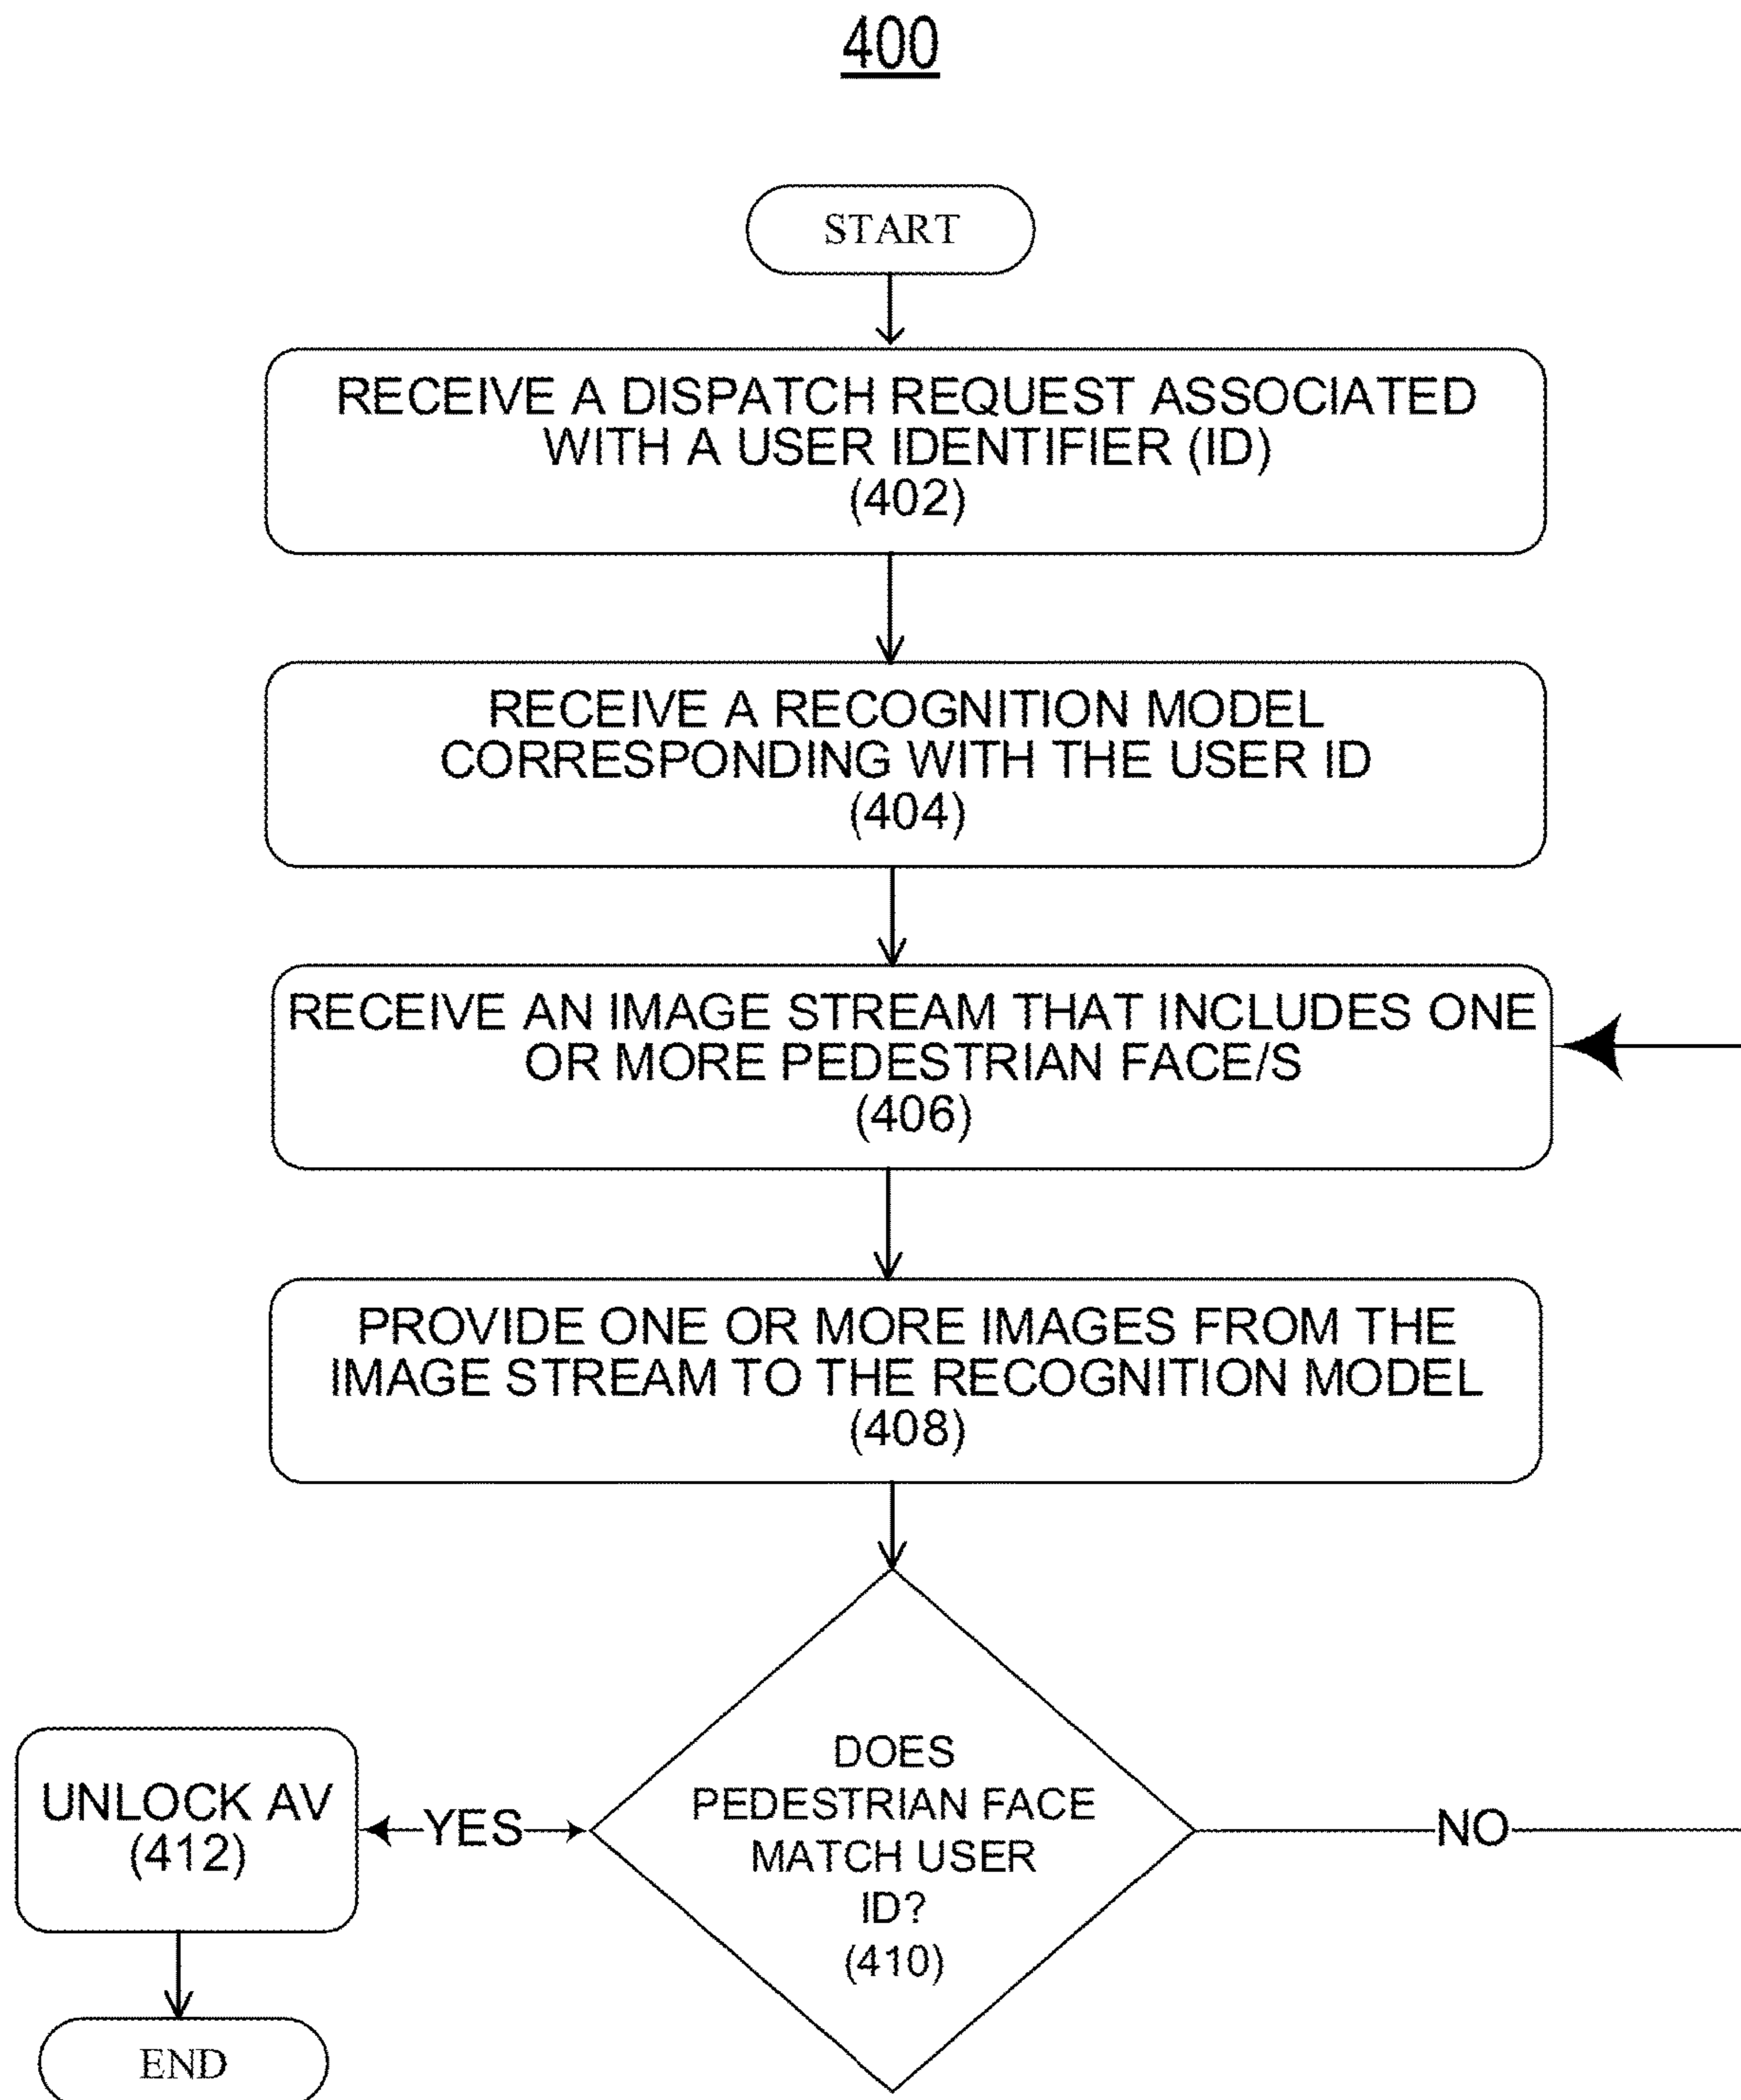 400
START
RECEIVE A DISPATCH REQUEST ASSOCIATED
WITH A USER IDENTIFIER (ID)
(402)
RECEIVE A RECOGNITION MODEL
CORRESPONDING WITH THE USER ID
(404)
RECEIVE AN IMAGE STREAM THAT INCLUDES ONE
OR MORE PEDESTRIAN FACE/S
(406)
PROVIDE ONE OR MORE IMAGES FROM THE
IMAGE STREAM TO THE RECOGNITION MODEL
(408)
DOES
PEDESTRIAN FACE
MATCH USER
ID?
(410)
YES
NO
UNLOCK AV
(412)
END